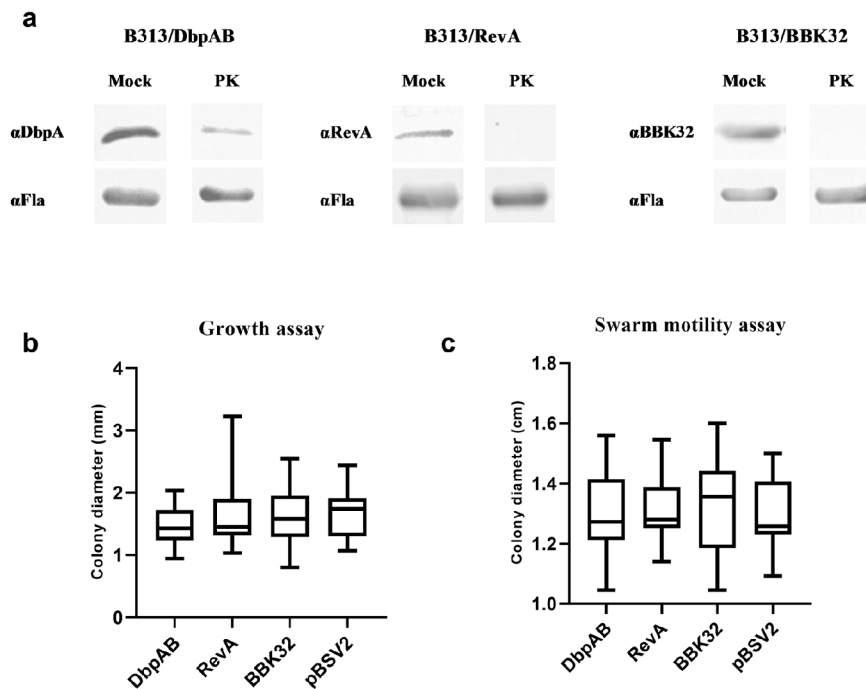 a
B313/DbpAB B313/RevA B313/BBK32
Mock PK Mock PK Mock PK
αDbpA αRevA αBBK32
αFla αFla αFla
b
Growth assay
Colony diameter (mm)
4
3
2
1
0
DbpAB RevA BBK32 pBSV2
c
Swarm motility assay
Colony diameter (cm)
1.8
1.6
1.4
1.2
1.0
DbpAB RevA BBK32 pBSV2